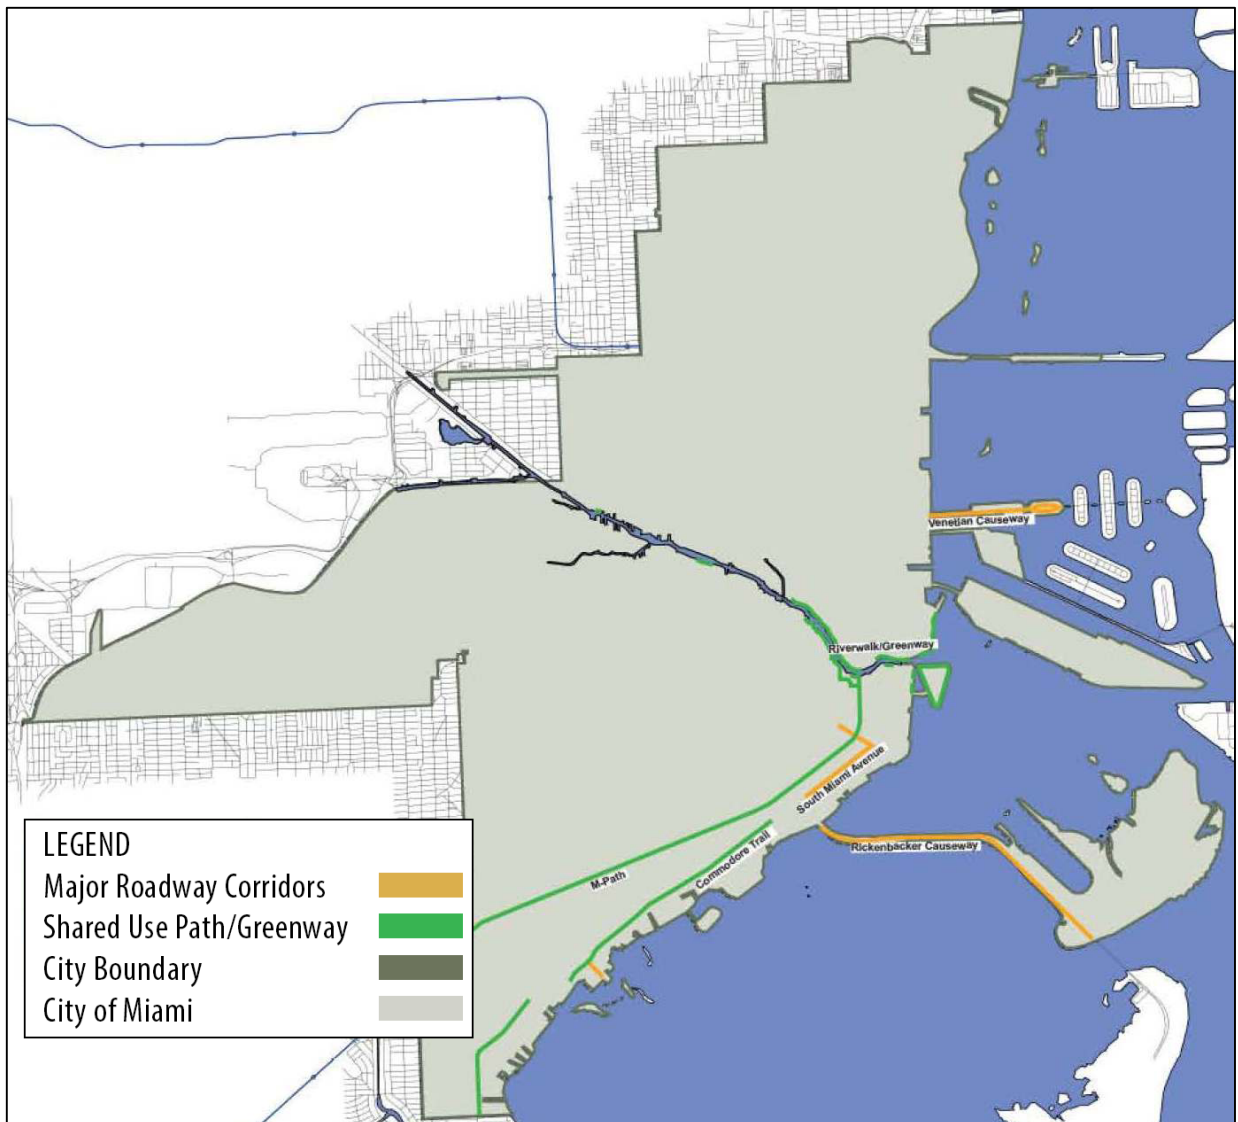 Venetian Causeway
Riverwalk/Greenway
South Miami Avenue
Rickenbacker Causeway
Commodore Trail
M-Path
LEGEND
Major Roadway Corridors
Shared Use Path/Greenway
City Boundary
City of Miami